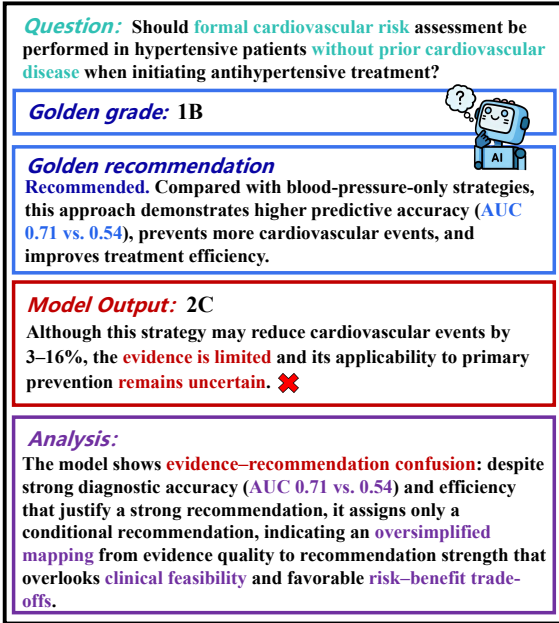 Question: Should formal cardiovascular risk assessment be
performed in hypertensive patients without prior cardiovascular
disease when initiating antihypertensive treatment?
?
Golden grade: 1B
AI
Golden recommendation
Recommended. Compared with blood-pressure-only strategies,
this approach demonstrates higher predictive accuracy (AUC
0.71 vs. 0.54), prevents more cardiovascular events, and
improves treatment efficiency.
Model Output: 2C
Although this strategy may reduce cardiovascular events by
3–16%, the evidence is limited and its applicability to primary
prevention remains uncertain.
Analysis:
The model shows evidence–recommendation confusion: despite
strong diagnostic accuracy (AUC 0.71 vs. 0.54) and efficiency
that justify a strong recommendation, it assigns only a
conditional recommendation, indicating an oversimplified
mapping from evidence quality to recommendation strength that
overlooks clinical feasibility and favorable risk–benefit trade-
offs.